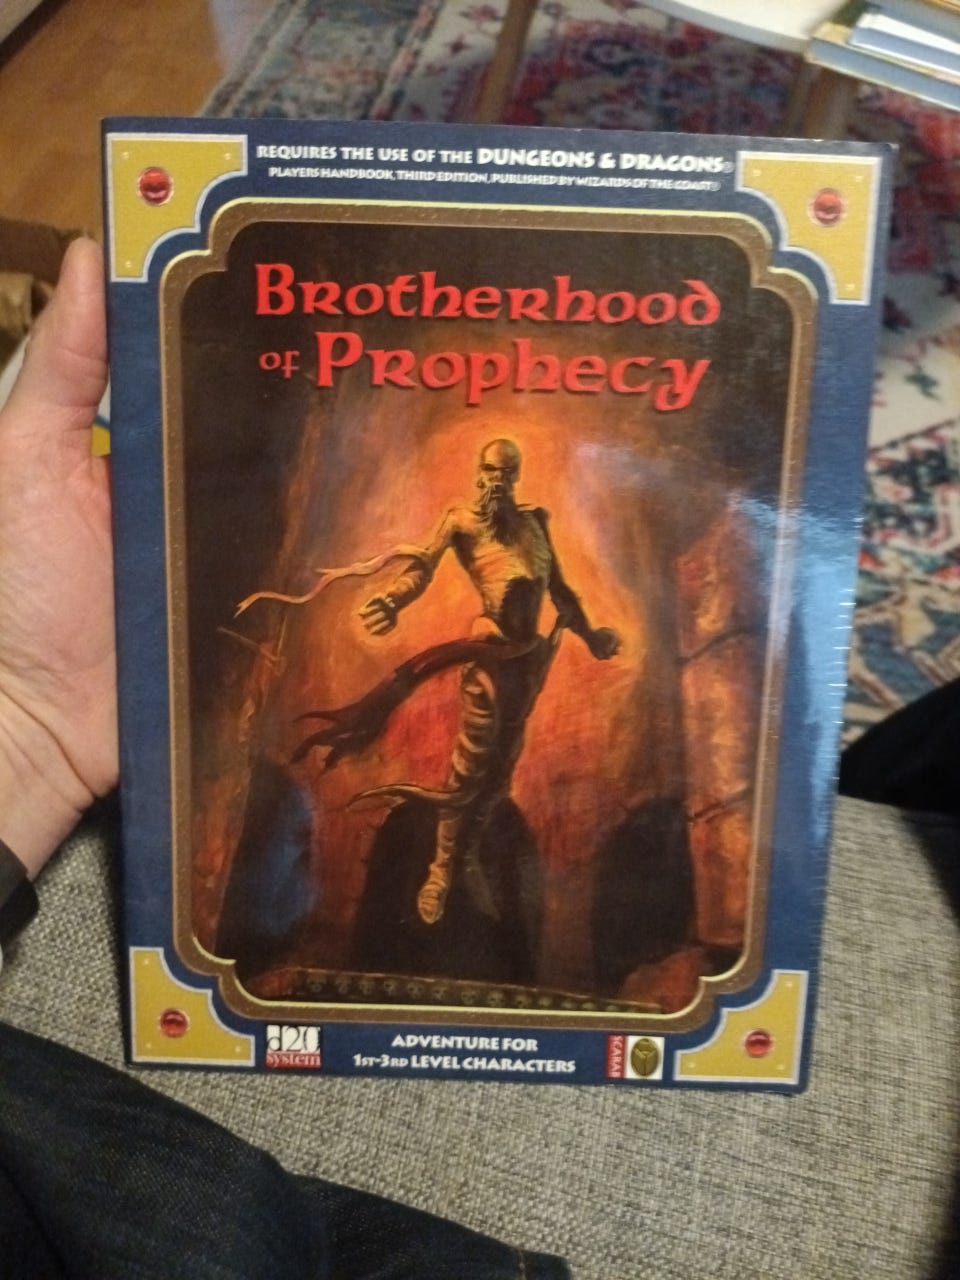 REQUIRES THE USE OF THE DUNGEONS & DRAGONS®
PLAYERS HANDBOOK, THIRD EDITION, PUBLISHED BY WIZARDS OF THE COAST®
Brotherhood
of Prophecy
d20
system
ADVENTURE FOR
1ST-3RD LEVEL CHARACTERS
SCARAB